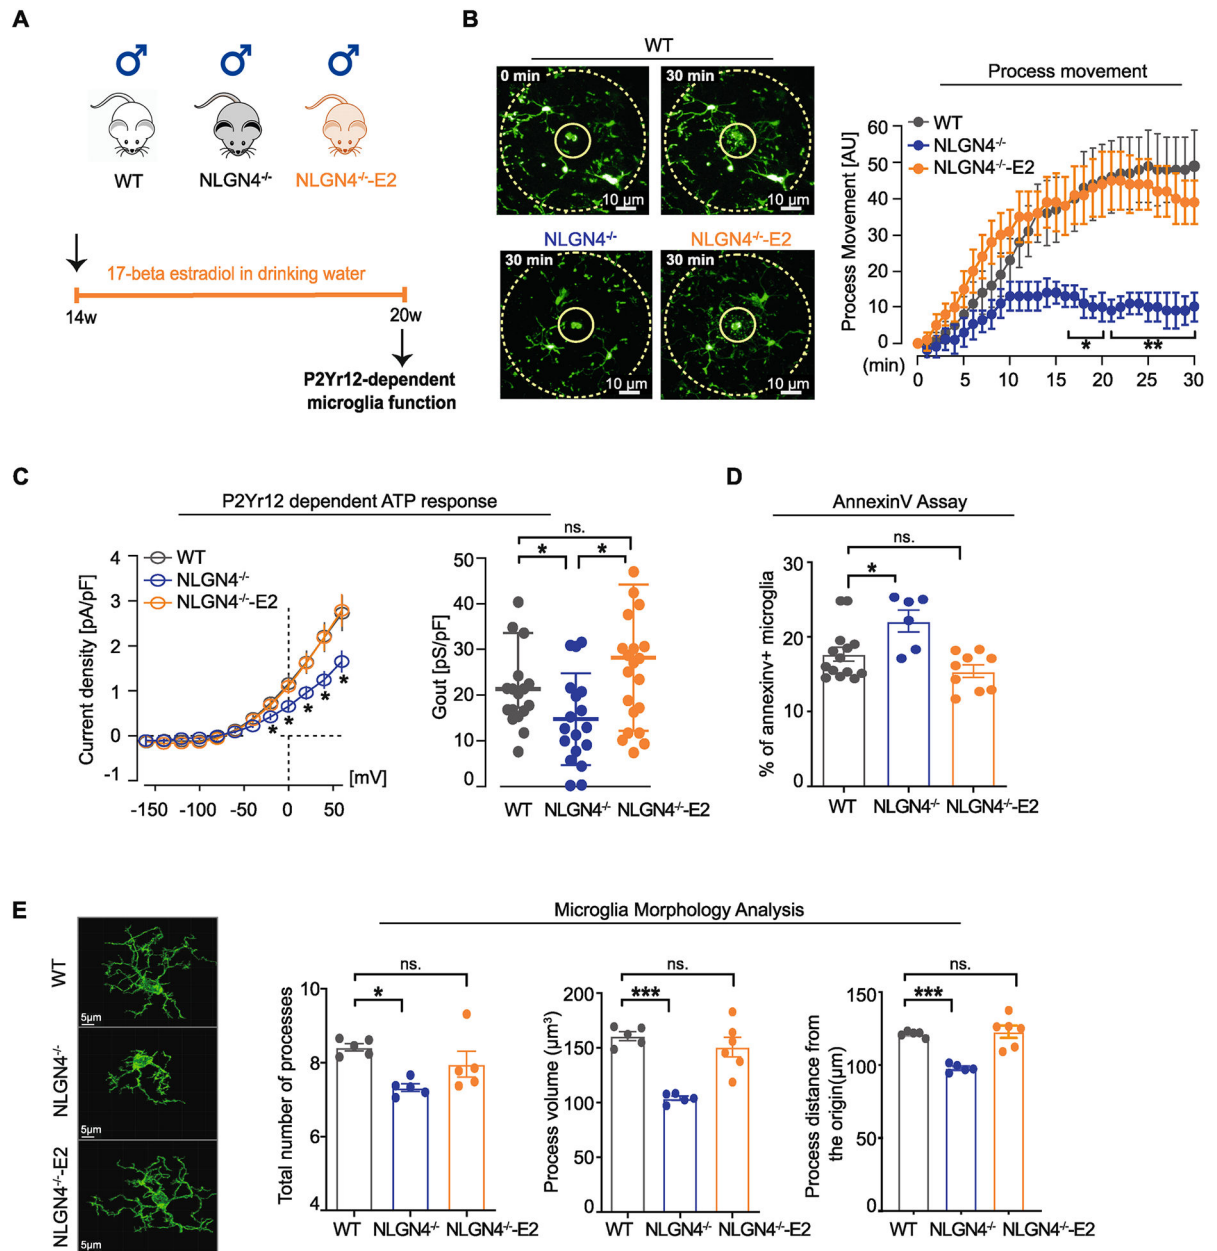 A
♂ ♂ ♂
WT NLGN4-/- NLGN4-/--E2
17-beta estradiol in drinking water
14w 20w
P2Yr12-dependent
microglia function
B
WT
0 min 30 min
10 µm 10 µm
NLGN4-/- NLGN4-/--E2
30 min 30 min
10 µm 10 µm
Process movement
WT
NLGN4-/-
NLGN4-/--E2
Process Movement [AU]
60
50
40
30
20
10
0
* **
(min)
0 5 10 15 20 25 30
C
P2Yr12 dependent ATP response
WT
NLGN4-/-
NLGN4-/--E2
Current density [pA/pF]
4
3
2
1
0
-1
* * * * *
[mV]
-150 -100 -50 0 50
ns.
* *
Gout [pS/pF]
50
40
30
20
10
0
WT NLGN4-/- NLGN4-/--E2
D
AnnexinV Assay
ns.
*
% of annexinv+ microglia
30
20
10
0
WT NLGN4-/- NLGN4-/--E2
E
WT
5µm
NLGN4-/-
5µm
NLGN4-/--E2
5µm
Microglia Morphology Analysis
ns.
*
Total number of processes
10
8
6
4
WT NLGN4-/- NLGN4-/--E2
ns.
***
Process volume (µm³)
200
150
100
50
0
WT NLGN4-/- NLGN4-/--E2
ns.
***
Process distance from
the origin(µm)
150
100
50
0
WT NLGN4-/- NLGN4-/--E2